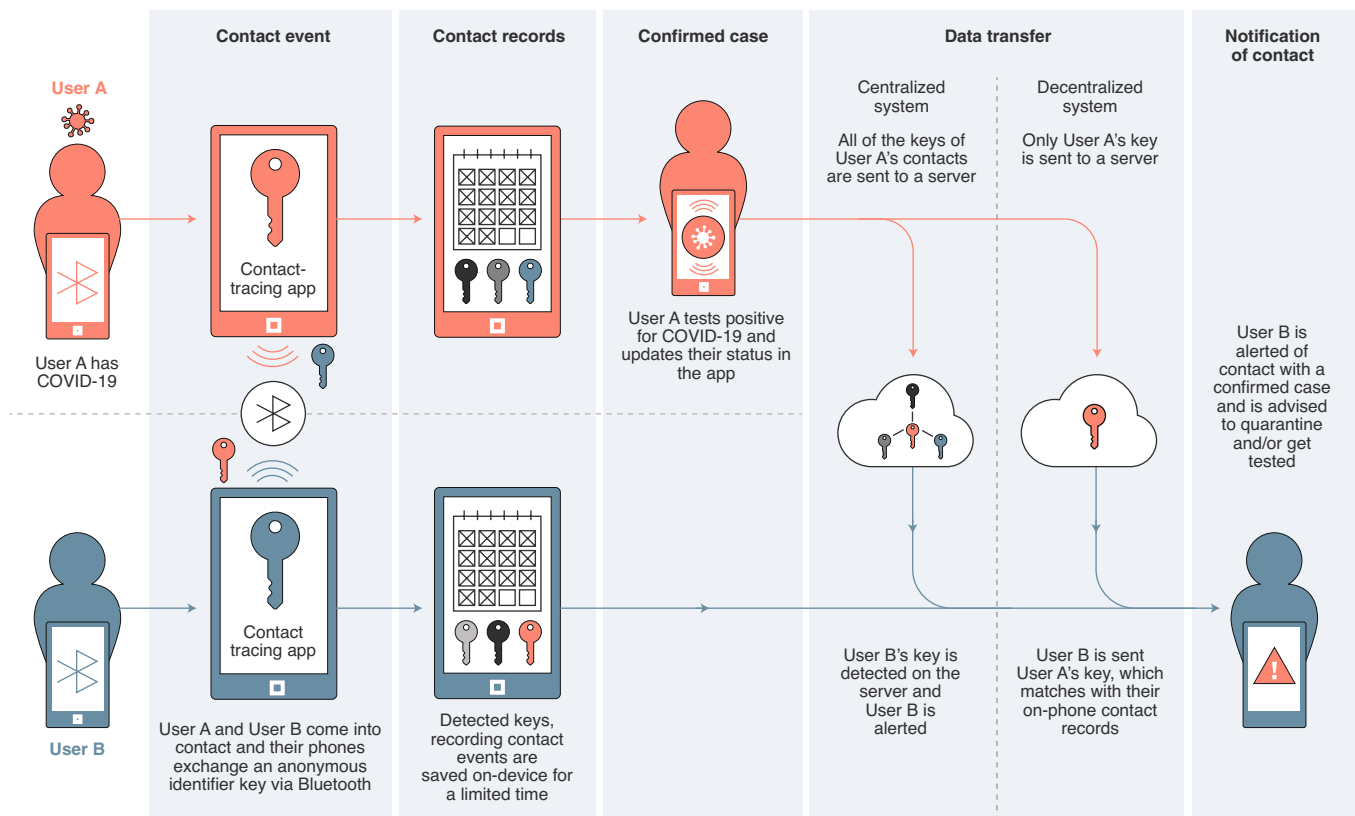 Contact event
Contact records
Confirmed case
Data transfer
Notification
of contact
User A
User A has
COVID-19
Contact-
tracing app
User A tests positive
for COVID-19 and
updates their status in
the app
Centralized
system
All of the keys of
User A's contacts
are sent to a server
Decentralized
system
Only User A's key
is sent to a server
User B is
alerted of
contact with a
confirmed case
and is advised
to quarantine
and/or get
tested
User B
Contact
tracing app
User A and User B come into
contact and their phones
exchange an anonymous
identifier key via Bluetooth
Detected keys,
recording contact
events are
saved on-device for
a limited time
User B's key is
detected on the
server and
User B is
alerted
User B is sent
User A's key, which
matches with their
on-phone contact
records
!